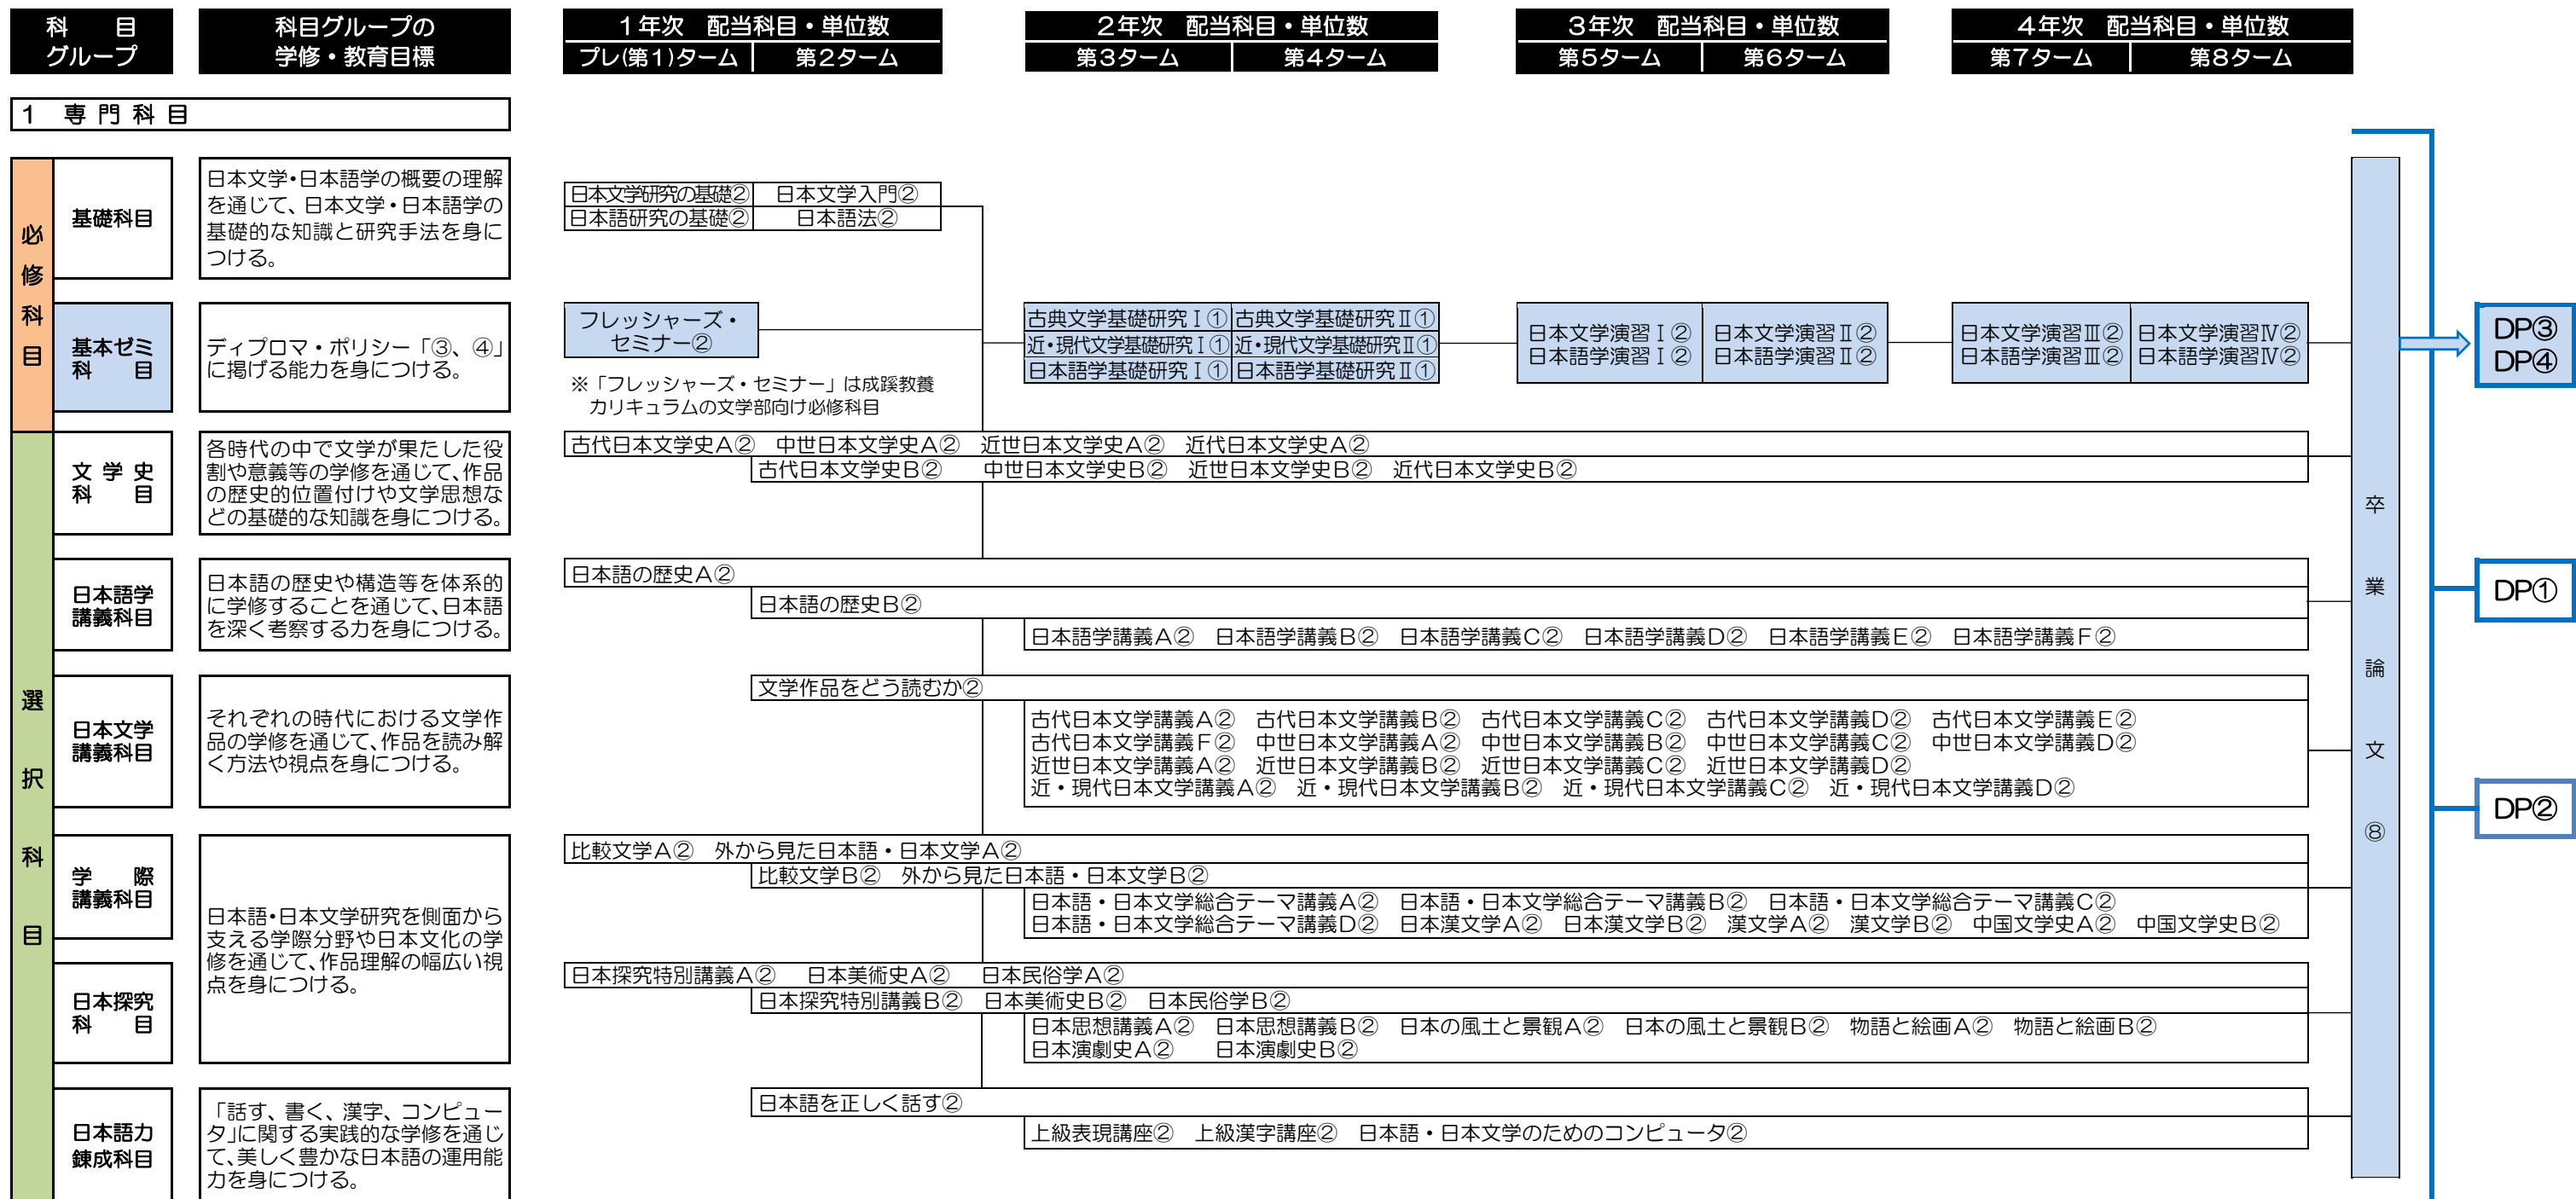 科　目
グループ
科目グループの
学修・教育目標
1年次　配当科目・単位数
プレ(第1)ターム　第2ターム
2年次　配当科目・単位数
第3ターム　第4ターム
3年次　配当科目・単位数
第5ターム　第6ターム
4年次　配当科目・単位数
第7ターム　第8ターム
1　専門科目
必修科目
基礎科目
日本文学・日本語学の概要の理解
を通じて、日本文学・日本語学の
基礎的な知識と研究手法を身に
つける。
日本文学研究の基礎②　日本文学入門②
日本語研究の基礎②　日本語法②
基本ゼミ
科　目
ディプロマ・ポリシー「③、④」
に掲げる能力を身につける。
フレッシャーズ・
セミナー②
※「フレッシャーズ・セミナー」は成蹊教養
カリキュラムの文学部向け必修科目
古典文学基礎研究Ⅰ①　古典文学基礎研究Ⅱ①
近・現代文学基礎研究Ⅰ①　近・現代文学基礎研究Ⅱ①
日本語学基礎研究Ⅰ①　日本語学基礎研究Ⅱ①
日本文学演習Ⅰ②　日本文学演習Ⅱ②
日本語学演習Ⅰ②　日本語学演習Ⅱ②
日本文学演習Ⅲ②　日本文学演習Ⅳ②
日本語学演習Ⅲ②　日本語学演習Ⅳ②
DP③
DP④
選択科目
文学史
科　目
各時代の中で文学が果たした役
割や意義等の学修を通じて、作品
の歴史的位置付けや文学思想な
どの基礎的な知識を身につける。
古代日本文学史A②　中世日本文学史A②　近世日本文学史A②　近代日本文学史A②
古代日本文学史B②　中世日本文学史B②　近世日本文学史B②　近代日本文学史B②
日本語学
講義科目
日本語の歴史や構造等を体系的
に学修することを通じて、日本語
を深く考察する力を身につける。
日本語の歴史A②
日本語の歴史B②
日本語学講義A②　日本語学講義B②　日本語学講義C②　日本語学講義D②　日本語学講義E②　日本語学講義F②
DP①
日本文学
講義科目
それぞれの時代における文学作
品の学修を通じて、作品を読み解
く方法や視点を身につける。
文学作品をどう読むか②
古代日本文学講義A②　古代日本文学講義B②　古代日本文学講義C②　古代日本文学講義D②　古代日本文学講義E②
古代日本文学講義F②　中世日本文学講義A②　中世日本文学講義B②　中世日本文学講義C②　中世日本文学講義D②
近世日本文学講義A②　近世日本文学講義B②　近世日本文学講義C②　近世日本文学講義D②
近・現代日本文学講義A②　近・現代日本文学講義B②　近・現代日本文学講義C②　近・現代日本文学講義D②
DP②
学　際
講義科目
日本語・日本文学研究を側面から
支える学際分野や日本文化の学
修を通じて、作品理解の幅広い視
点を身につける。
比較文学A②　外から見た日本語・日本文学A②
比較文学B②　外から見た日本語・日本文学B②
日本語・日本文学総合テーマ講義A②　日本語・日本文学総合テーマ講義B②　日本語・日本文学総合テーマ講義C②
日本語・日本文学総合テーマ講義D②　日本漢文学A②　日本漢文学B②　漢文学A②　漢文学B②　中国文学史A②　中国文学史B②
日本探究
科　目
日本探究特別講義A②　日本美術史A②　日本民俗学A②
日本探究特別講義B②　日本美術史B②　日本民俗学B②
日本思想講義A②　日本思想講義B②　日本の風土と景観A②　日本の風土と景観B②　物語と絵画A②　物語と絵画B②
日本演劇史A②　日本演劇史B②
日本語力
錬成科目
「話す、書く、漢字、コンピュー
タ」に関する実践的な学修を通じ
て、美しく豊かな日本語の運用能
力を身につける。
日本語を正しく話す②
上級表現講座②　上級漢字講座②　日本語・日本文学のためのコンピュータ②
卒業論文⑧